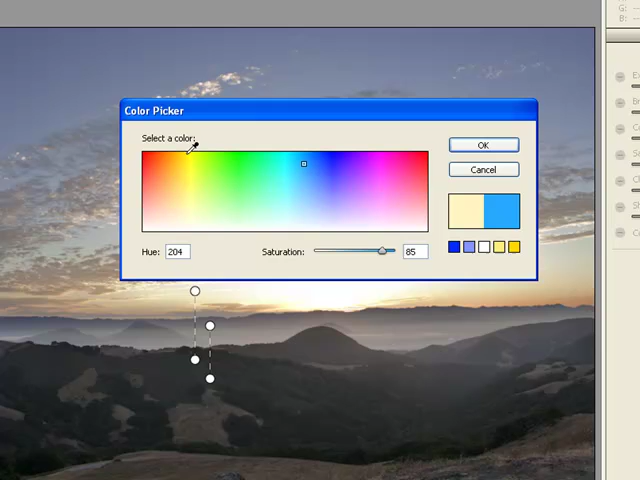 G:
B:
Color Picker
Select a color:
OK
Cancel
Hue: 204
Saturation: 85